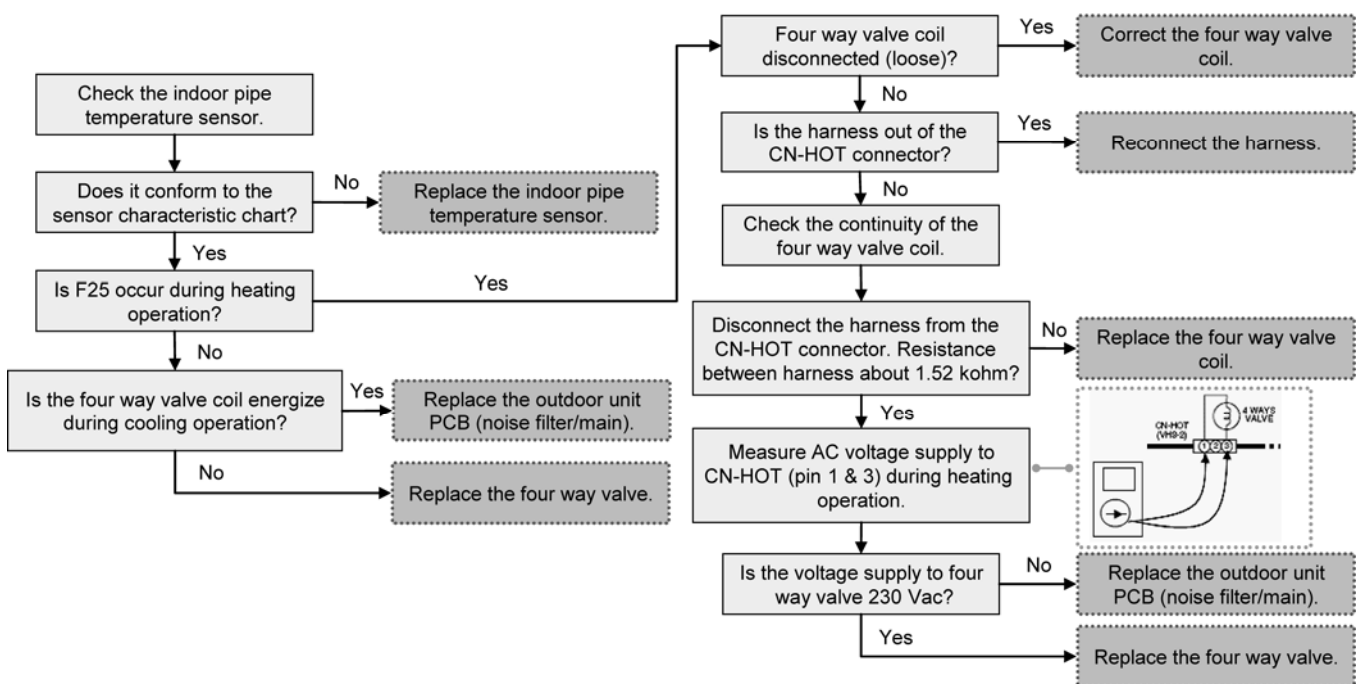 Check the indoor pipe
temperature sensor.
Does it conform to the
sensor characteristic chart?
No
Replace the indoor pipe
temperature sensor.
Yes
Is F25 occur during heating
operation?
Yes
No
Is the four way valve coil energize
during cooling operation?
Yes
Replace the outdoor unit
PCB (noise filter/main).
No
Replace the four way valve.
Four way valve coil
disconnected (loose)?
Yes
Correct the four way valve
coil.
No
Is the harness out of the
CN-HOT connector?
Yes
Reconnect the harness.
No
Check the continuity of the
four way valve coil.
Disconnect the harness from the
CN-HOT connector. Resistance
between harness about 1.52 kohm?
No
Replace the four way valve
coil.
Yes
Measure AC voltage supply to
CN-HOT (pin 1 & 3) during heating
operation.
4 WAYS
VALVE
CN-HOT
(VH9-2)
1 2 3
Is the voltage supply to four
way valve 230 Vac?
No
Replace the outdoor unit
PCB (noise filter/main).
Yes
Replace the four way valve.